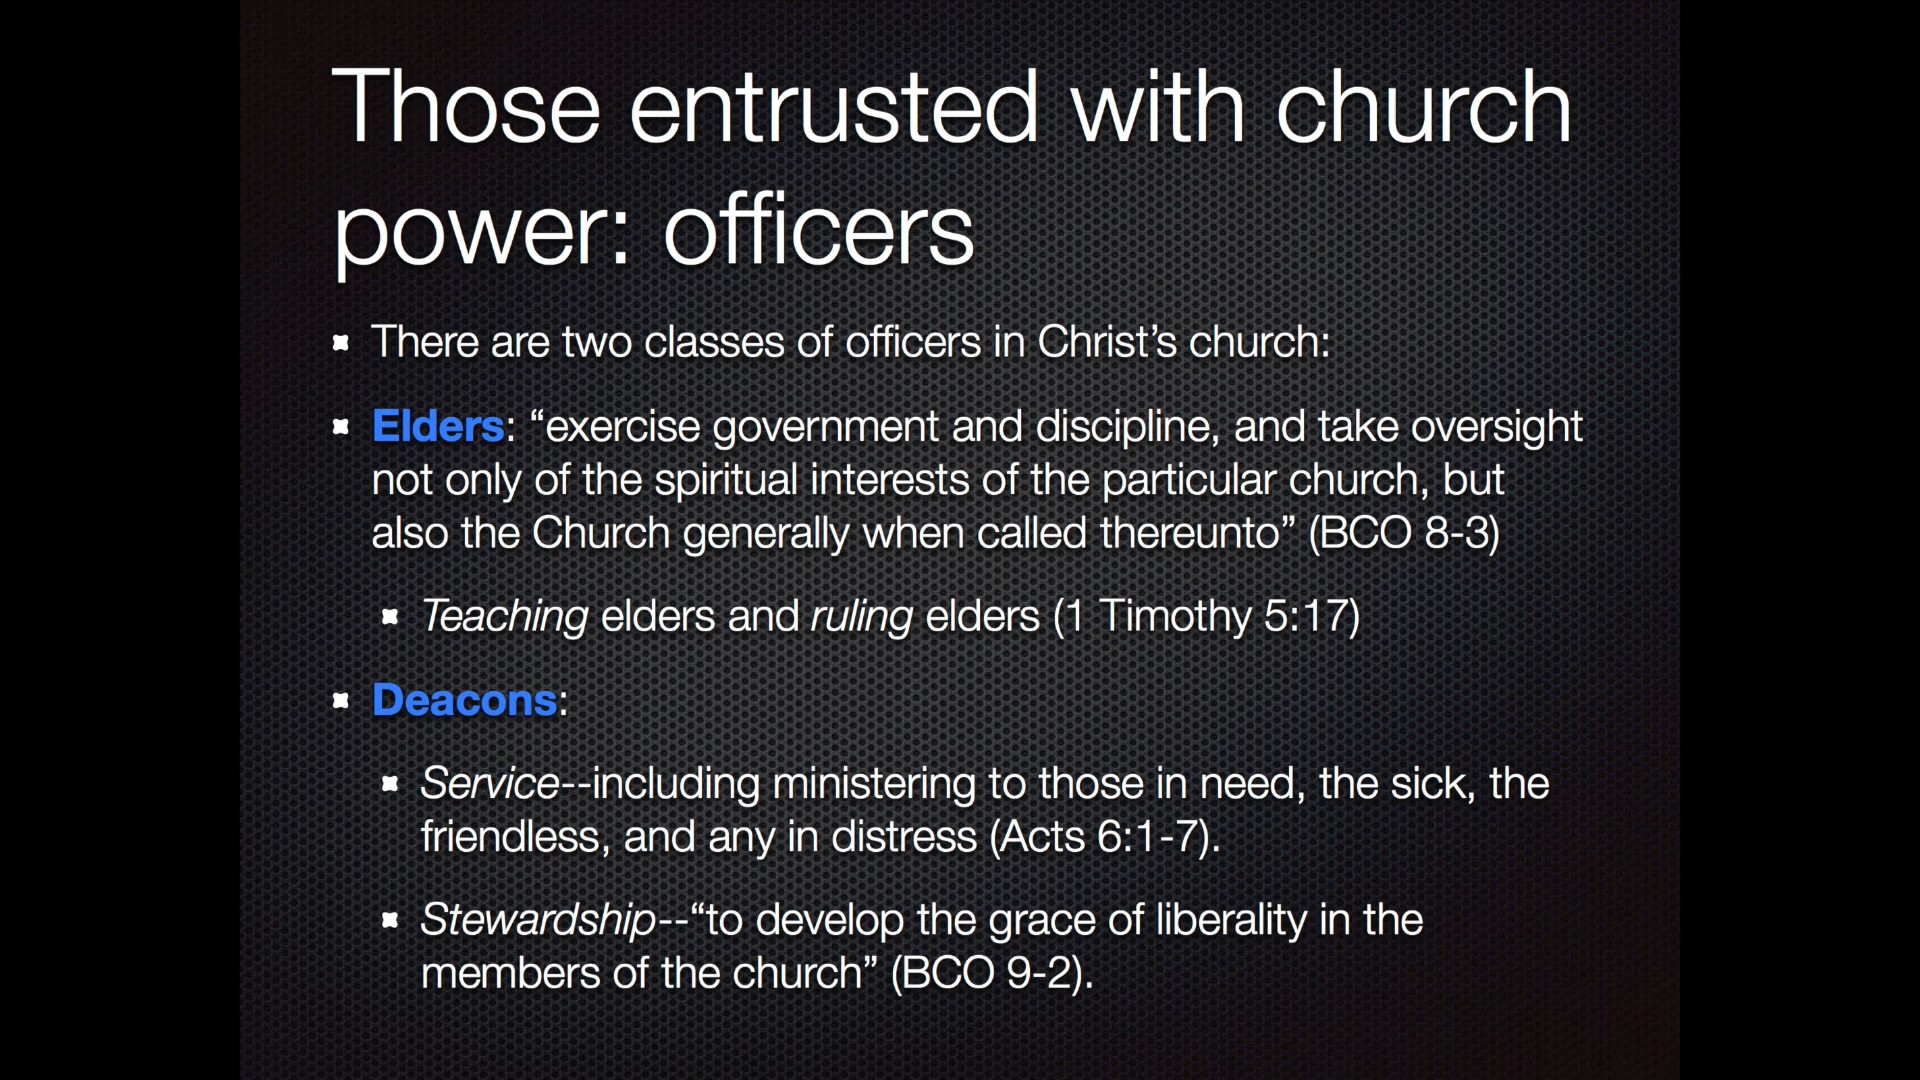 Those entrusted with church
power: officers
There are two classes of officers in Christ’s church:
Elders: “exercise government and discipline, and take oversight
not only of the spiritual interests of the particular church, but
also the Church generally when called thereunto” (BCO 8-3)
Teaching elders and ruling elders (1 Timothy 5:17)
Deacons:
Service--including ministering to those in need, the sick, the
friendless, and any in distress (Acts 6:1-7).
Stewardship--“to develop the grace of liberality in the
members of the church” (BCO 9-2).